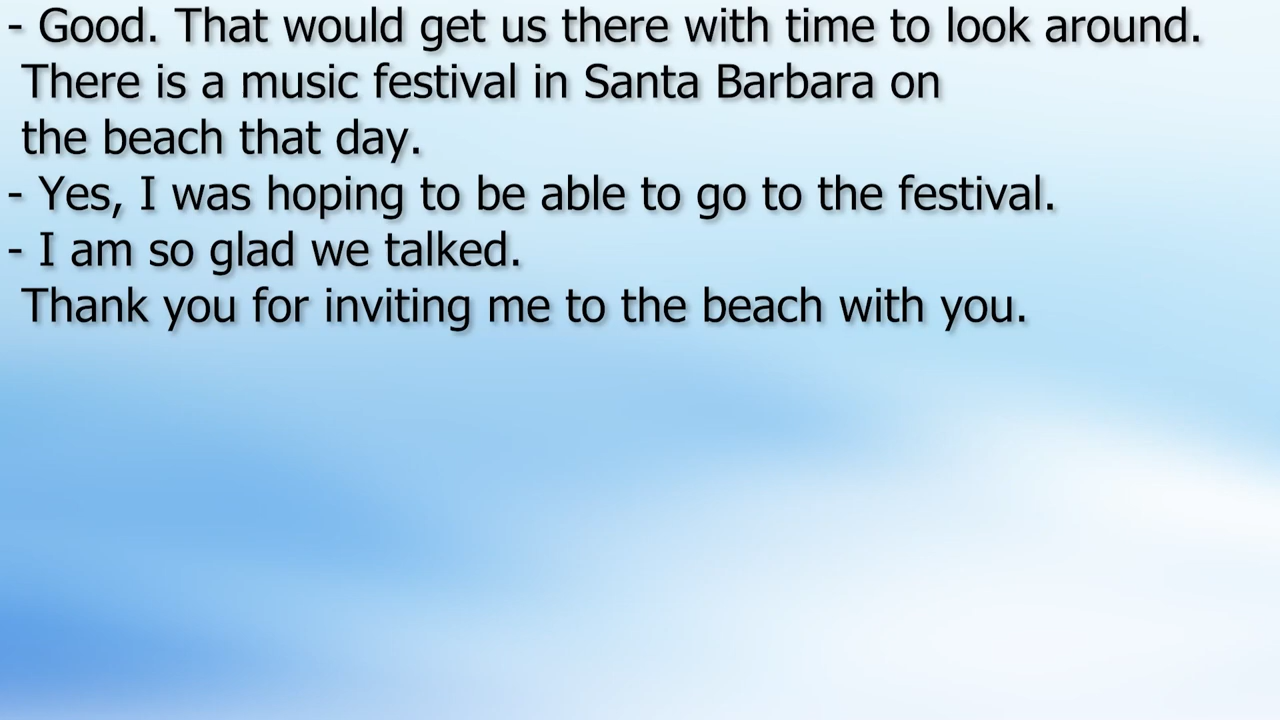 - Good. That would get us there with time to look around.
There is a music festival in Santa Barbara on
the beach that day.
- Yes, I was hoping to be able to go to the festival.
- I am so glad we talked.
Thank you for inviting me to the beach with you.